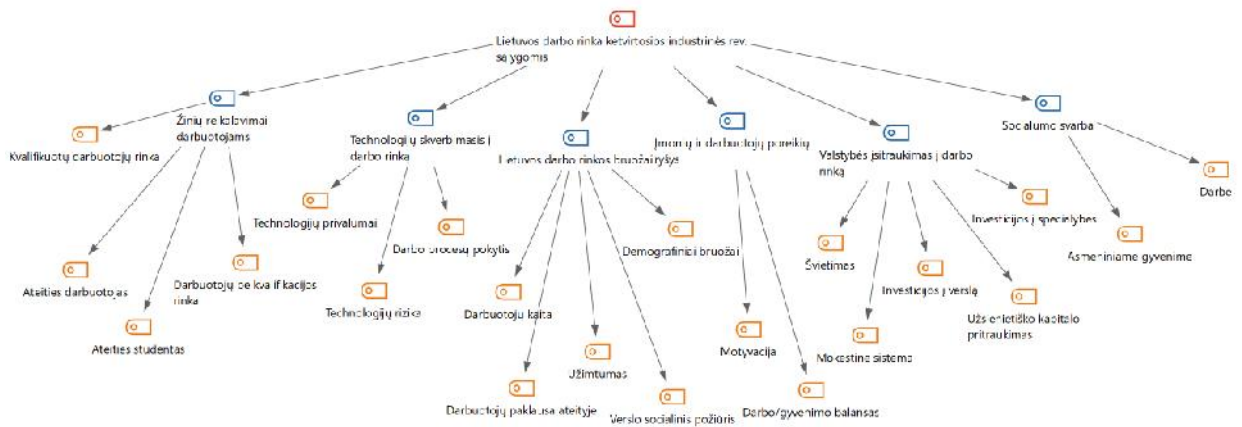 Lietuvos darbo rinka ketvirtosios industrinės rev.
sąlygomis
Žinių reikalavimai
darbuotojams
Technologijų skverbimasis į
darbo rinką
Lietuvos darbo rinkos bruožai ryšys
Įmonių ir darbuotojų poreikių
Valstybės įsitraukimas į darbo
rinką
Socialumo svarba
Kvalifikuotų darbuotojų rinka
Ateities darbuotojas
Ateities studentas
Darbuotojų be kvalifikacijos
rinka
Technologijų privalumai
Technologijų rizika
Darbo procesų pokytis
Darbuotojų kaita
Darbuotojų paklausa ateityje
Užimtumas
Verslo socialinis požiūris
Demografiniai bruožai
Motyvacija
Darbo/gyvenimo balansas
Švietimas
Mokestinė sistema
Investicijos į verslą
Užsienietiško kapitalo
pritraukimas
Investicijos į specialybes
Asmeniniame gyvenime
Darbe